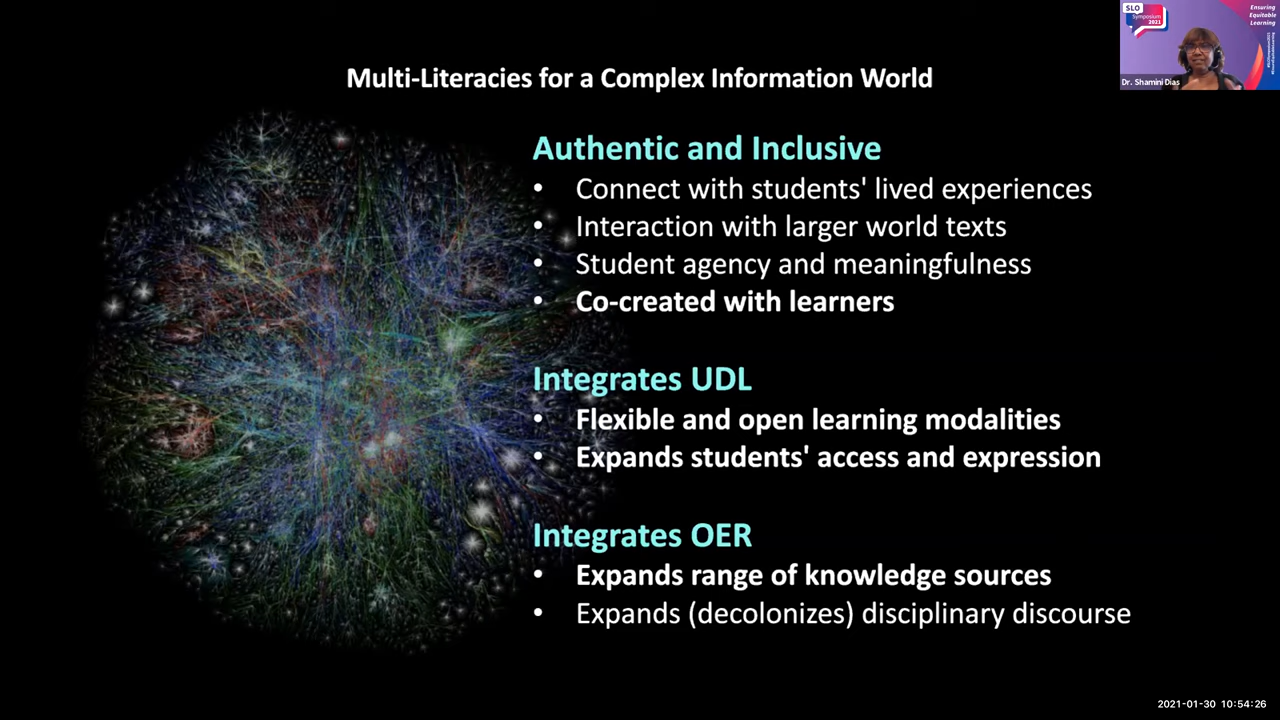 SLO
Symposium
2021
Ensuring
Equitable
Learning
Dr. Shamini Dias
Multi-Literacies for a Complex Information World
Authentic and Inclusive
• Connect with students' lived experiences
• Interaction with larger world texts
• Student agency and meaningfulness
• Co-created with learners
Integrates UDL
• Flexible and open learning modalities
• Expands students' access and expression
Integrates OER
• Expands range of knowledge sources
• Expands (decolonizes) disciplinary discourse
2021-01-30 10:54:26